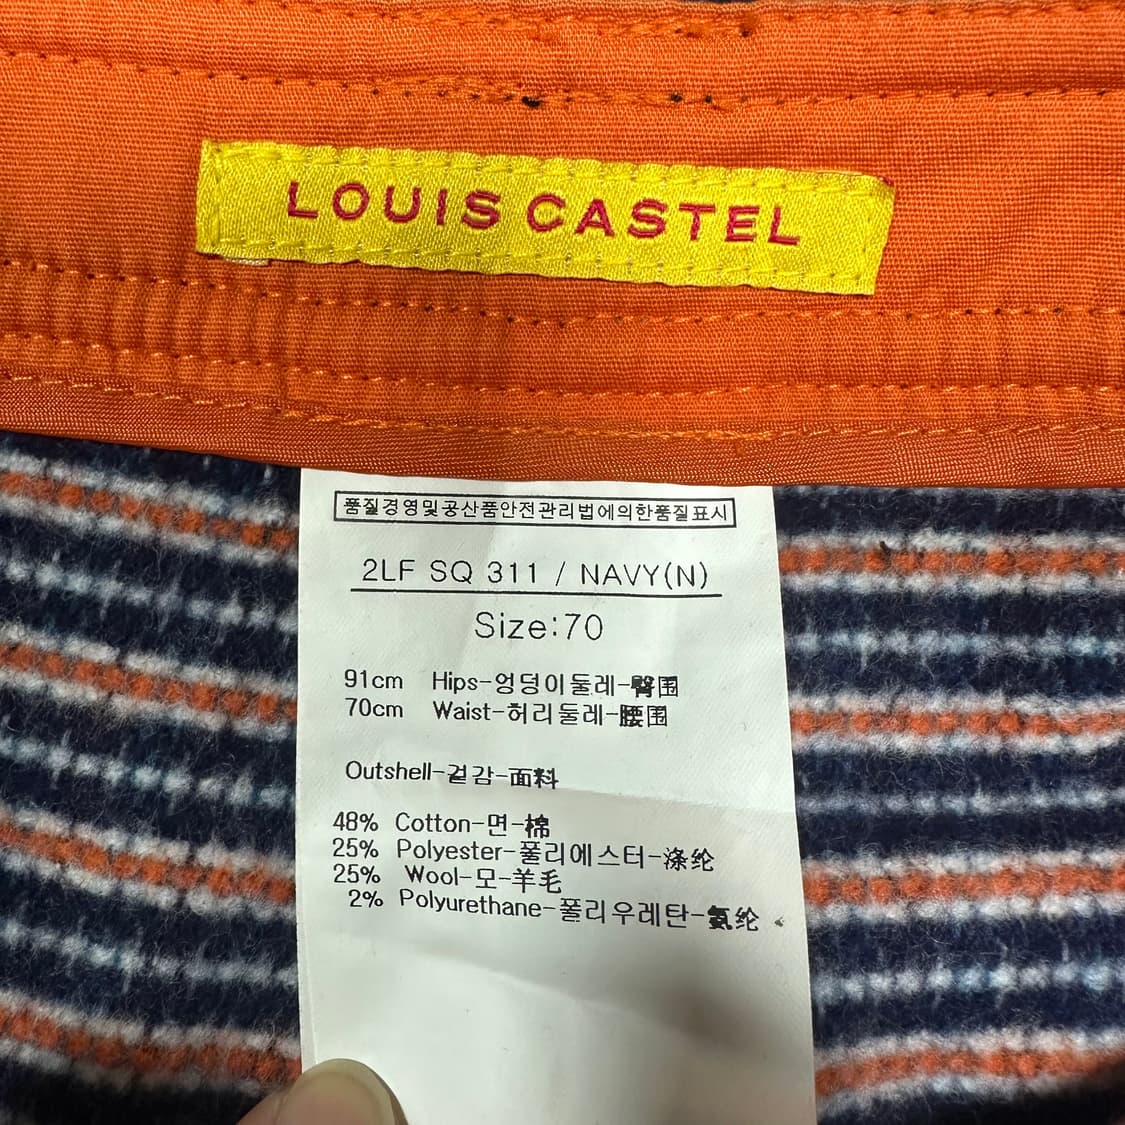 LOUIS CASTEL
품질경영및공산품안전관리법에의한품질표시
2LF SQ 311 / NAVY(N)
Size:70
91cm Hips-엉덩이둘레-臀围
70cm Waist-허리둘레-腰围
Outshell-겉감-面料
48% Cotton-면-棉
25% Polyester-폴리에스터-涤纶
25% Wool-모-羊毛
2% Polyurethane-폴리우레탄-氨纶